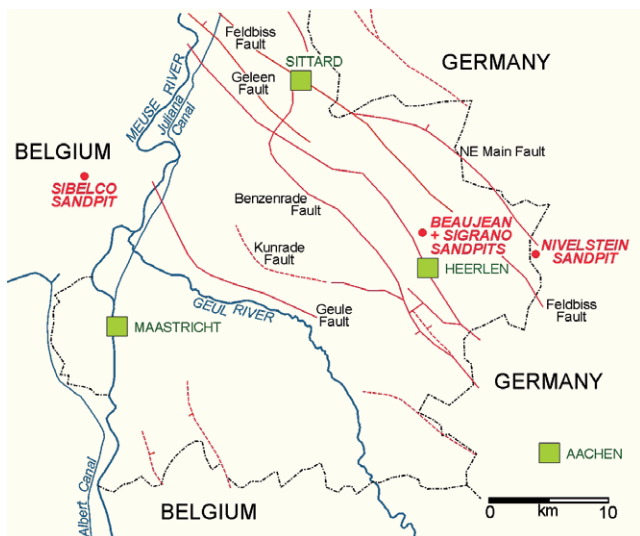 Feldbiss
Fault
SITTARD
GERMANY
Geleen
Fault
MEUSE RIVER
Juliana
Canal
BELGIUM
NE Main Fault
SIBELCO
SANDPIT
Benzenrade
Fault
BEAUJEAN
+ SIGRANO
SANDPITS
NIVELSTEIN
SANDPIT
Kunrade
Fault
HEERLEN
GEUL RIVER
Geule
Fault
Feldbiss
Fault
MAASTRICHT
GERMANY
AACHEN
Albert Canal
BELGIUM
0
km
10